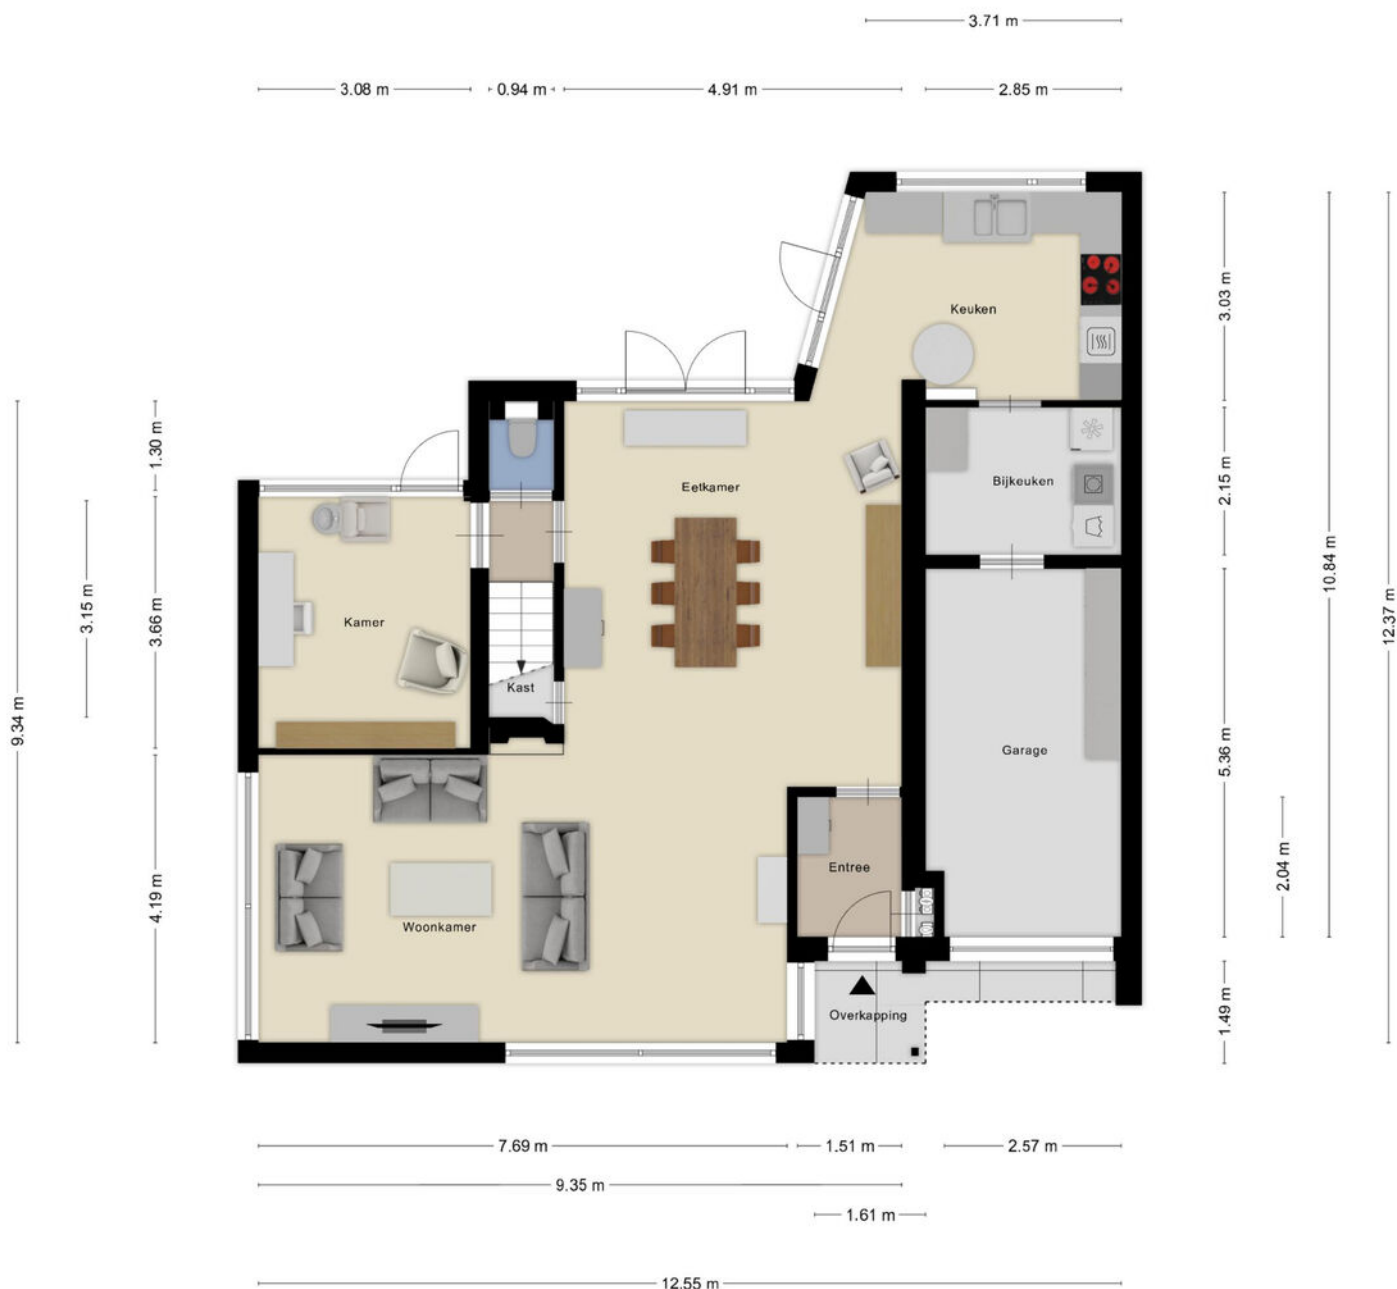 3.71 m
3.08 m
0.94 m
4.91 m
2.85 m
Keuken
3.03 m
1.30 m
Eetkamer
Bijkeuken
2.15 m
10.84 m
12.37 m
3.15 m
3.66 m
Kamer
Kast
9.34 m
Garage
5.36 m
Entree
2.04 m
4.19 m
Woonkamer
Overkapping
1.49 m
7.69 m
1.51 m
2.57 m
9.35 m
1.61 m
12.55 m